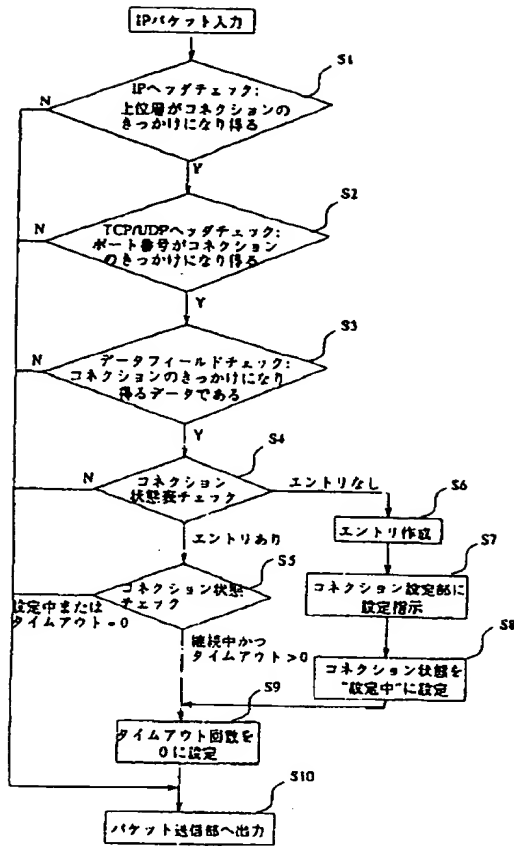 IPパケット入力
S1
N
IPヘッダチェック:
上位層がコネクションの
きっかけになり得る
Y
S2
N
TCP/UDPヘッダチェック:
ポート番号がコネクション
のきっかけになり得る
Y
S3
N
データフィールドチェック:
コネクションのきっかけになり
得るデータである
Y
S4
N
コネクション
状態表チェック
エントリなし
S6
エントリ作成
エントリあり
S5
S7
コネクション状態
チェック
コネクション設定部に
設定指示
設定中または
タイムアウト=0
継続中かつ
タイムアウト>0
S8
コネクション状態を
"設定中"に設定
S9
タイムアウト回数を
0に設定
S10
パケット送信部へ出力